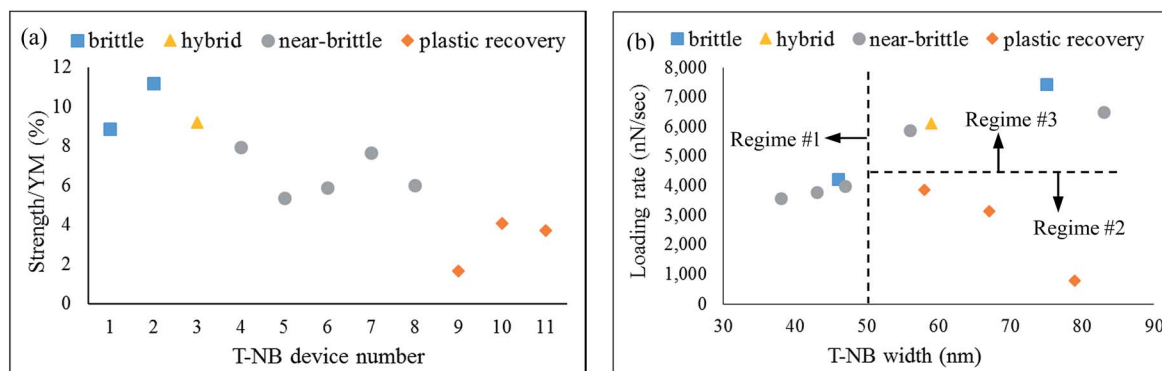 (a)
brittle hybrid near-brittle plastic recovery
12
10
8
6
4
2
0
Strength/YM (%)
1 2 3 4 5 6 7 8 9 10 11
T-NB device number
(b)
brittle hybrid near-brittle plastic recovery
8,000
7,000
6,000
5,000
4,000
3,000
2,000
1,000
0
Loading rate (nN/sec)
Regime #1
Regime #3
Regime #2
30 40 50 60 70 80 90
T-NB width (nm)